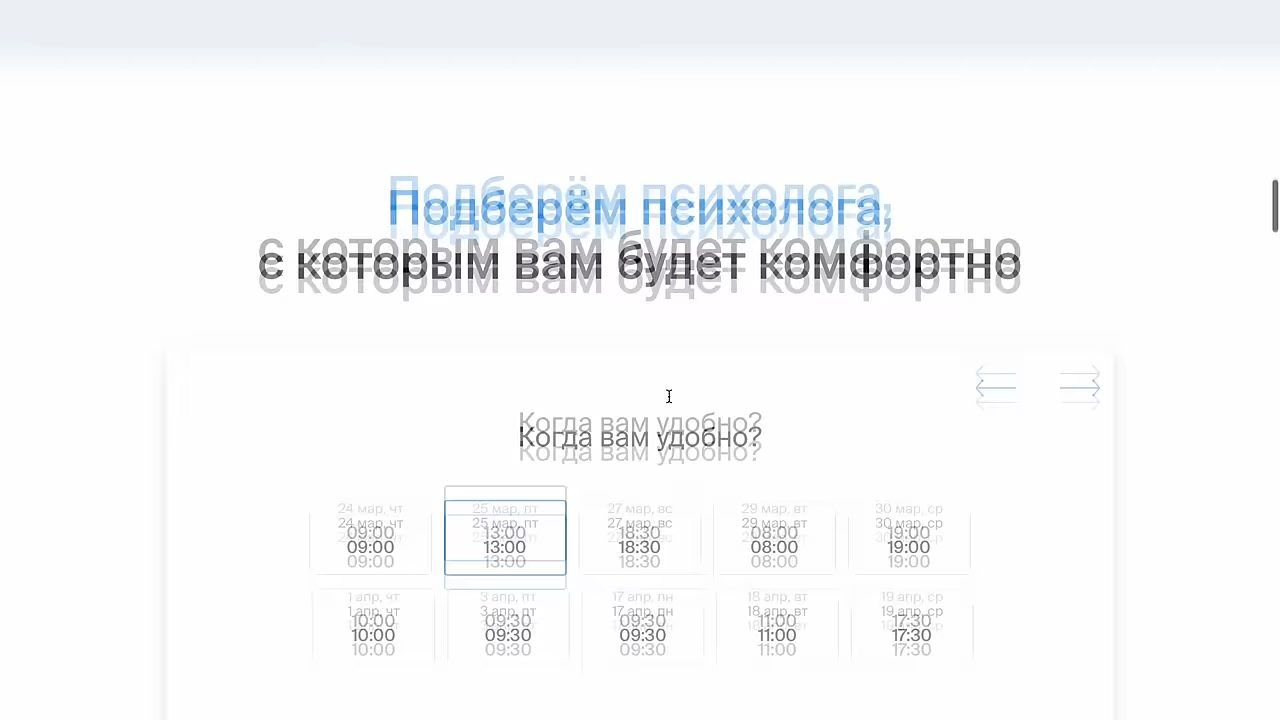 Подберём психолога,
с которым вам будет комфортно
Когда вам удобно?
24 мар, чт
25 мар, пт
27 мар, вс
29 мар, вт
30 мар, ср
09:00
13:00
18:30
08:00
19:00
1 апр, чт
3 апр, пт
17 апр, пн
18 апр, вт
19 апр, ср
10:00
09:30
09:30
11:00
17:30